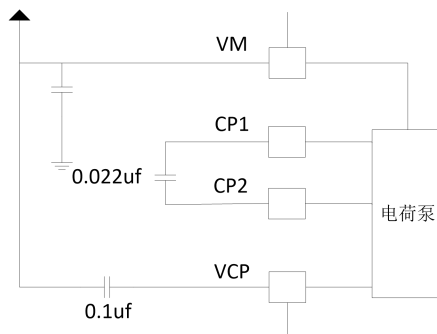 VM
CP1
0.022uf
CP2
电荷泵
VCP
0.1uf